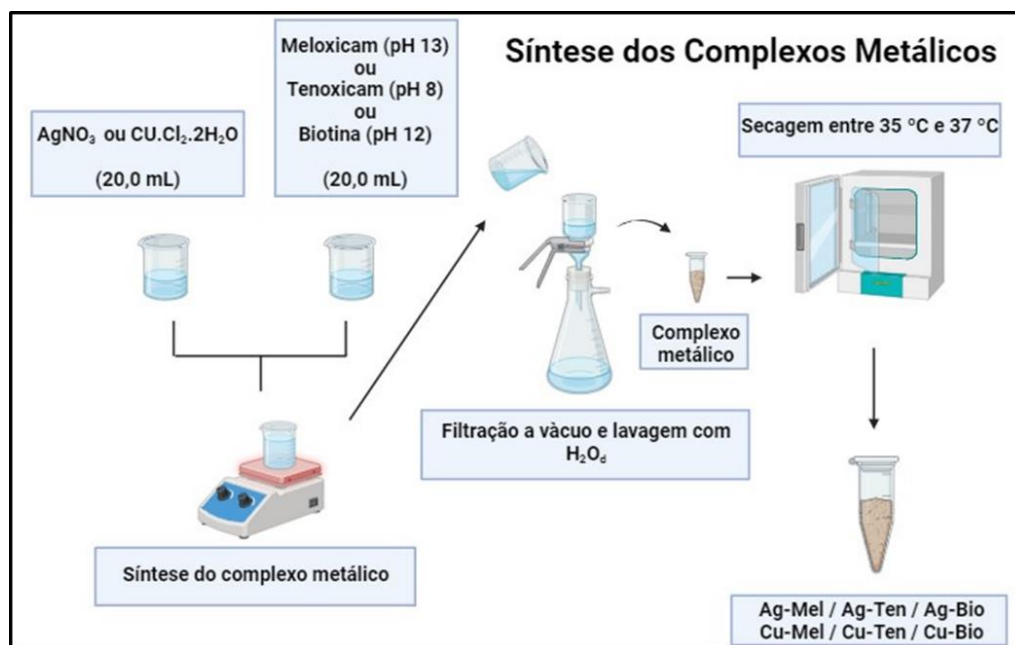 Síntese dos Complexos Metálicos
AgNO₃ ou CU.Cl₂.2H₂O
(20,0 mL)
Meloxicam (pH 13)
ou
Tenoxicam (pH 8)
ou
Biotina (pH 12)
(20,0 mL)
Síntese do complexo metálico
Filtração a vàcuo e lavagem com
H₂Od
Complexo
metálico
Secagem entre 35 °C e 37 °C
Ag-Mel / Ag-Ten / Ag-Bio
Cu-Mel / Cu-Ten / Cu-Bio